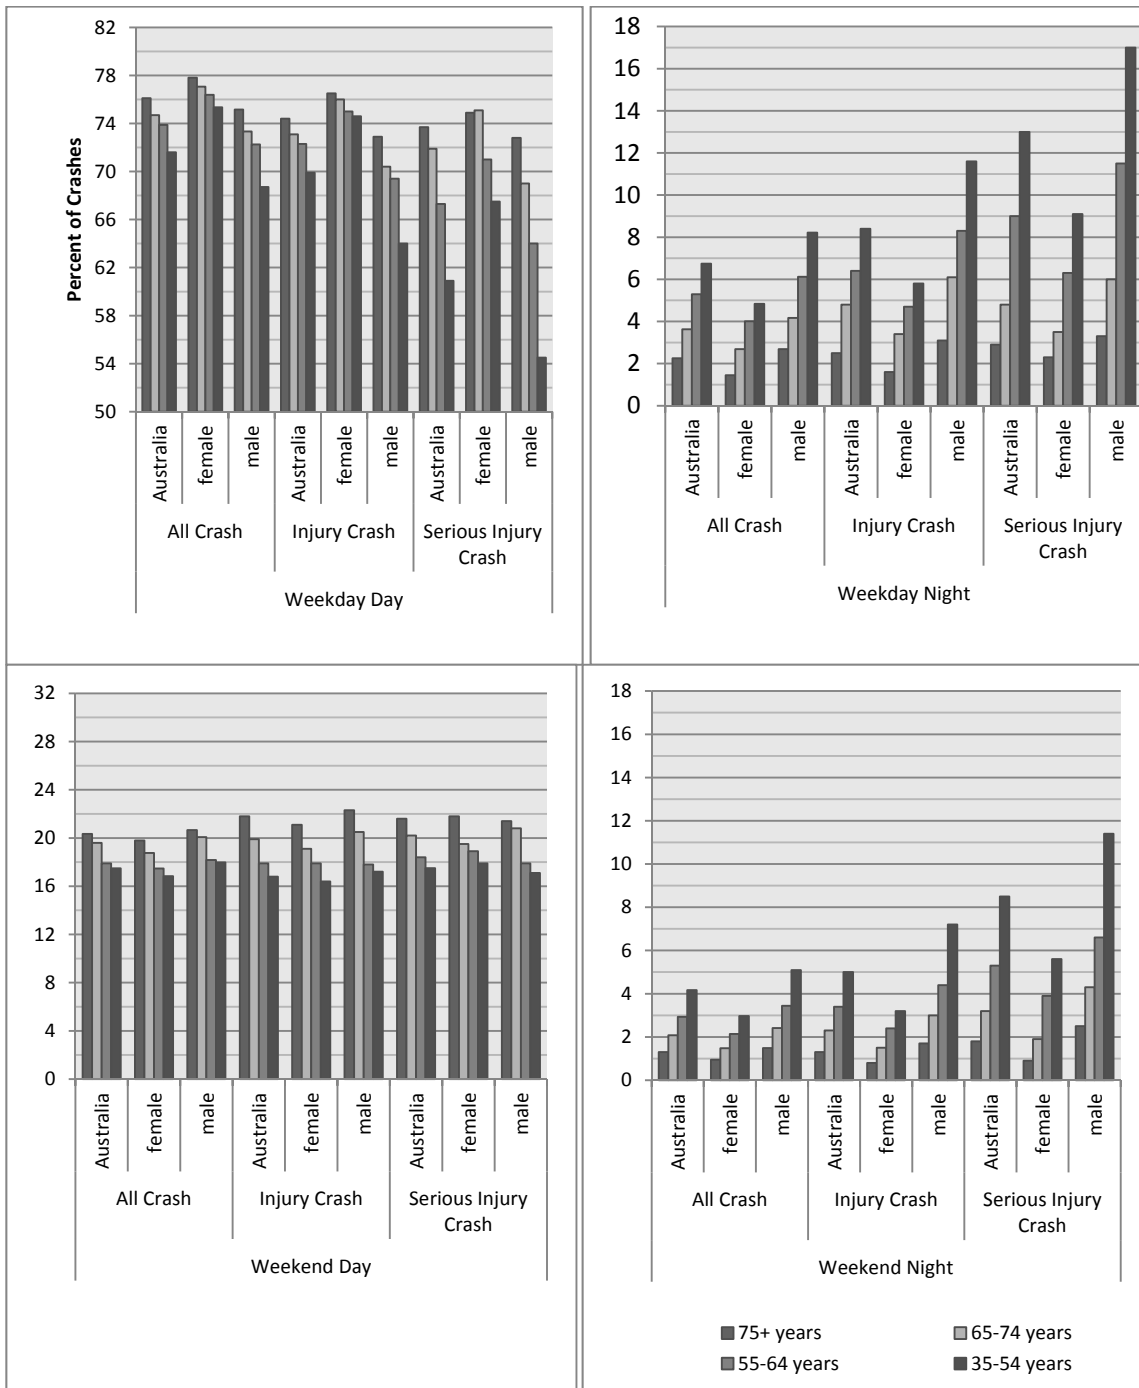 Percent of Crashes
82
78
74
70
66
62
58
54
50
Australia
female
male
Australia
female
male
Australia
female
male
All Crash
Injury Crash
Serious Injury
Crash
Weekday Day
18
16
14
12
10
8
6
4
2
0
Australia
female
male
Australia
female
male
Australia
female
male
All Crash
Injury Crash
Serious Injury
Crash
Weekday Night
32
28
24
20
16
12
8
4
0
Australia
female
male
Australia
female
male
Australia
female
male
All Crash
Injury Crash
Serious Injury
Crash
Weekend Day
18
16
14
12
10
8
6
4
2
0
Australia
female
male
Australia
female
male
Australia
female
male
All Crash
Injury Crash
Serious Injury
Crash
Weekend Night
75+ years
65-74 years
55-64 years
35-54 years